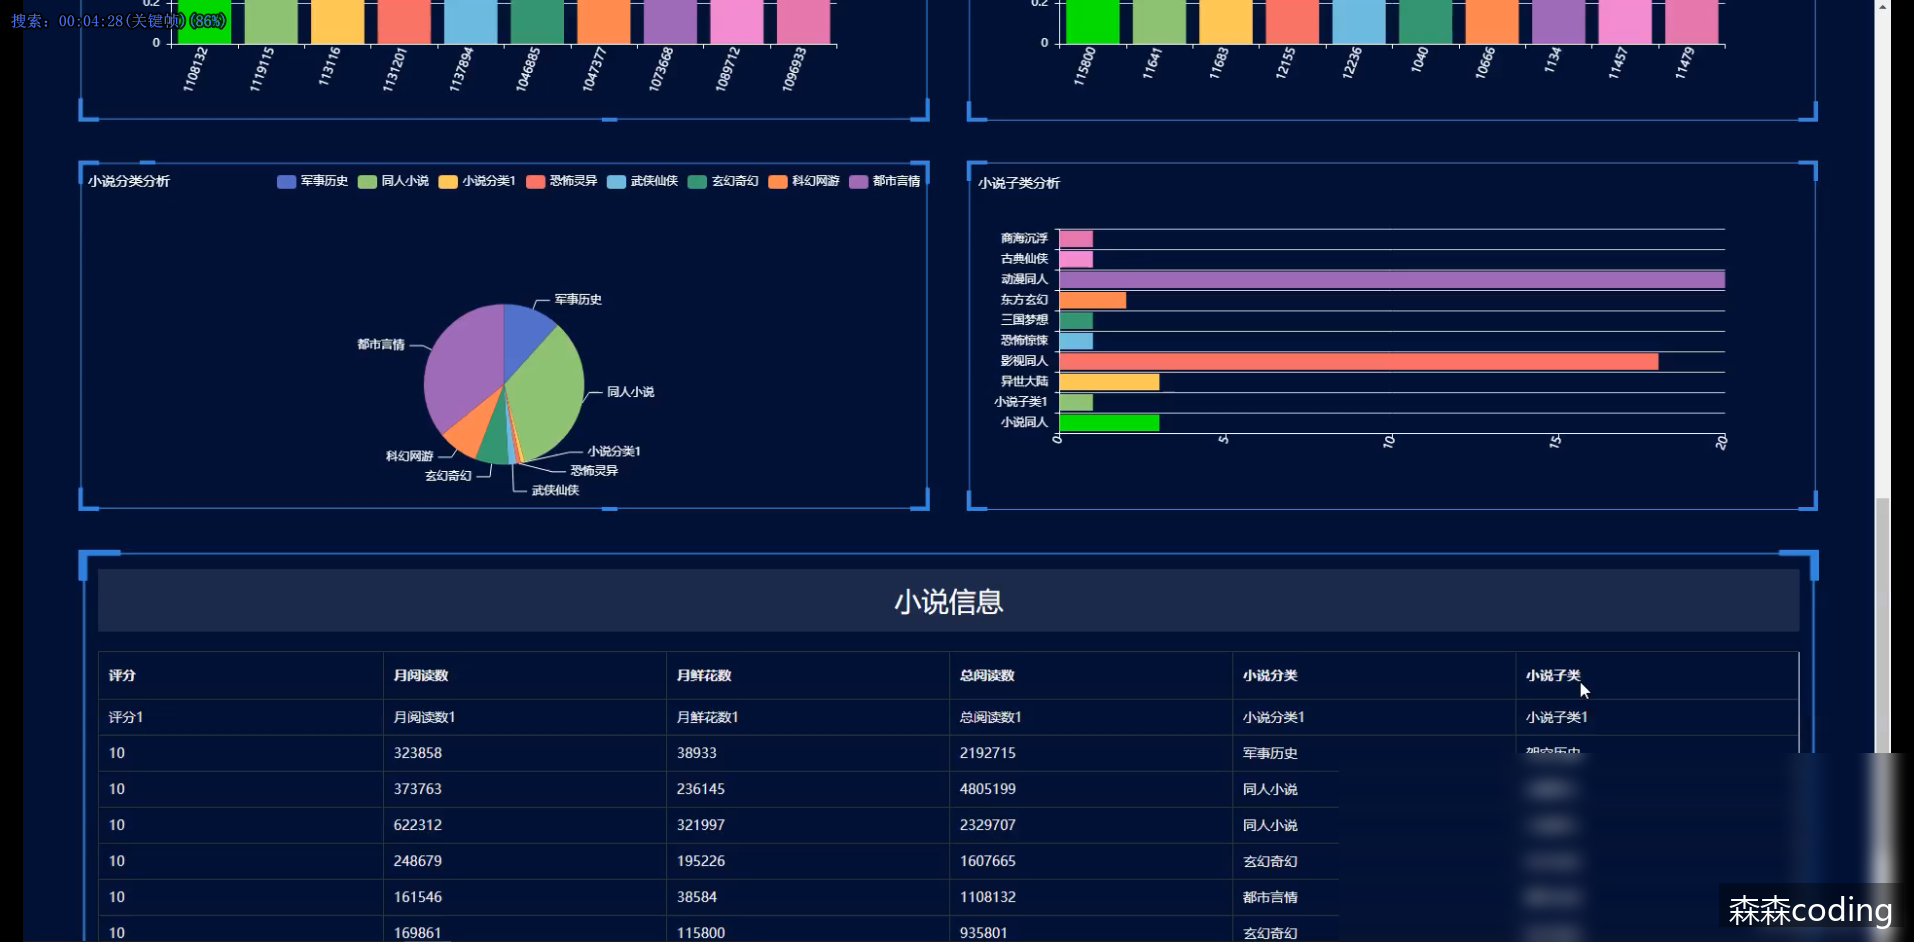 搜索: 00:04:28(关键帧)(86%)
0.2
0
1108132 1119115 113116 1131201 1137894 1046885 1047377 1073668 1089712 1096933
0.2
0
115800 11641 11683 12155 12236 1040 10666 1134 11457 11479
小说分类分析
军事历史 同人小说 小说分类1 恐怖灵异 武侠仙侠 玄幻奇幻 科幻网游 都市言情
军事历史
都市言情
同人小说
小说分类1
科幻网游
恐怖灵异
玄幻奇幻
武侠仙侠
小说子类分析
商海沉浮
古典仙侠
动漫同人
东方玄幻
三国梦想
恐怖惊悚
影视同人
异世大陆
小说子类1
小说同人
0 5 10 15 20
小说信息
评分 月阅读数 月鲜花数 总阅读数 小说分类 小说子类
评分1 月阅读数1 月鲜花数1 总阅读数1 小说分类1 小说子类1
10 323858 38933 2192715 军事历史 架空历史
10 373763 236145 4805199 同人小说
10 622312 321997 2329707 同人小说
10 248679 195226 1607665 玄幻奇幻
10 161546 38584 1108132 都市言情
10 169861 115800 935801 玄幻奇幻
森森coding